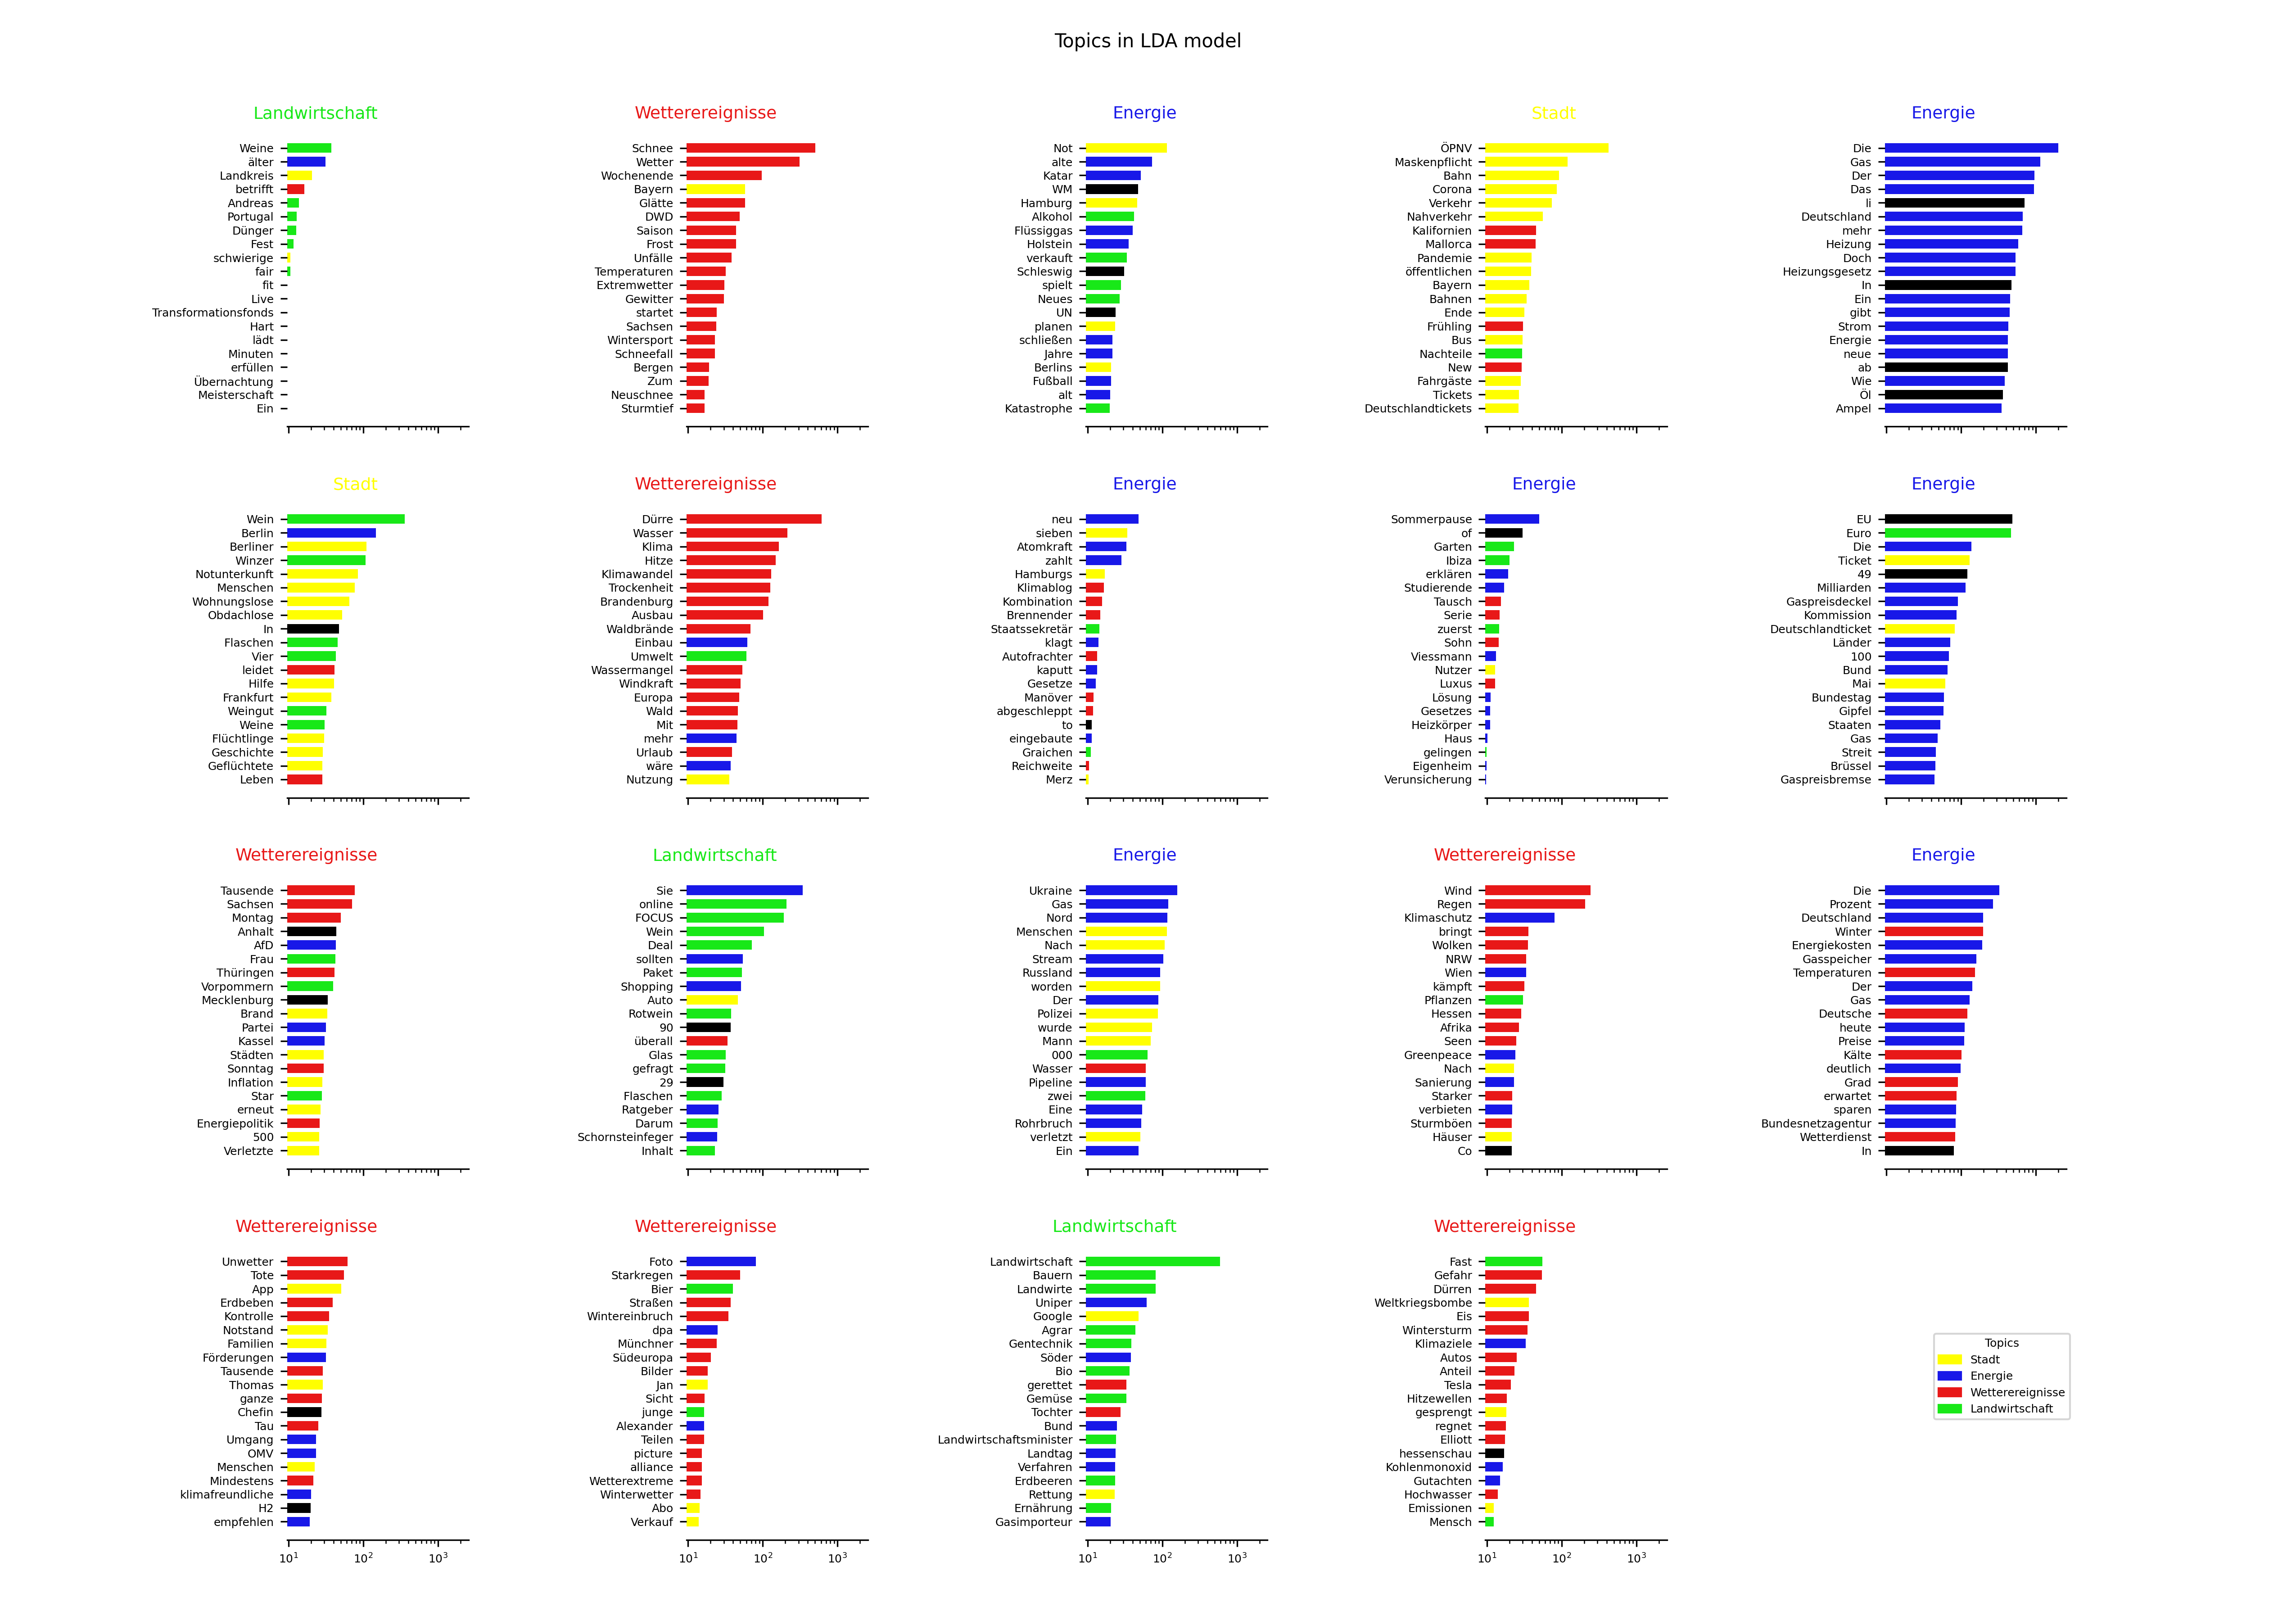 Topics in LDA model
Landwirtschaft
Weine
älter
Landkreis
betrifft
Andreas
Portugal
Dünger
Fest
schwierige
fair
fit
Live
Transformationsfonds
Hart
lädt
Minuten
erfüllen
Übernachtung
Meisterschaft
Ein
Wetterereignisse
Schnee
Wetter
Wochenende
Bayern
Glätte
DWD
Saison
Frost
Unfälle
Temperaturen
Extremwetter
Gewitter
startet
Sachsen
Wintersport
Schneefall
Bergen
Zum
Neuschnee
Sturmtief
Energie
Not
alte
Katar
WM
Hamburg
Alkohol
Flüssiggas
Holstein
verkauft
Schleswig
spielt
Neues
UN
planen
schließen
Jahre
Berlins
Fußball
alt
Katastrophe
Stadt
ÖPNV
Maskenpflicht
Bahn
Corona
Verkehr
Nahverkehr
Kalifornien
Mallorca
Pandemie
öffentlichen
Bayern
Bahnen
Ende
Frühling
Bus
Nachteile
New
Fahrgäste
Tickets
Deutschlandtickets
Energie
Die
Gas
Der
Das
li
Deutschland
mehr
Heizung
Doch
Heizungsgesetz
In
Ein
gibt
Strom
Energie
neue
ab
Wie
Öl
Ampel
Stadt
Wein
Berlin
Berliner
Winzer
Notunterkunft
Menschen
Wohnungslose
Obdachlose
In
Flaschen
Vier
leidet
Hilfe
Frankfurt
Weingut
Weine
Flüchtlinge
Geschichte
Geflüchtete
Leben
Wetterereignisse
Dürre
Wasser
Klima
Hitze
Klimawandel
Trockenheit
Brandenburg
Ausbau
Waldbrände
Einbau
Umwelt
Wassermangel
Windkraft
Europa
Wald
Mit
mehr
Urlaub
wäre
Nutzung
Energie
neu
sieben
Atomkraft
zahlt
Hamburgs
Klimablog
Kombination
Brennender
Staatssekretär
klagt
Autofrachter
kaputt
Gesetze
Manöver
abgeschleppt
to
eingebaute
Graichen
Reichweite
Merz
Energie
Sommerpause
of
Garten
Ibiza
erklären
Studierende
Tausch
Serie
zuerst
Sohn
Viessmann
Nutzer
Luxus
Lösung
Gesetzes
Heizkörper
Haus
gelingen
Eigenheim
Verunsicherung
Energie
EU
Euro
Die
Ticket
49
Milliarden
Gaspreisdeckel
Kommission
Deutschlandticket
Länder
100
Bund
Mai
Bundestag
Gipfel
Staaten
Gas
Streit
Brüssel
Gaspreisbremse
Wetterereignisse
Tausende
Sachsen
Montag
Anhalt
AfD
Frau
Thüringen
Vorpommern
Mecklenburg
Brand
Partei
Kassel
Städten
Sonntag
Inflation
Star
erneut
Energiepolitik
500
Verletzte
Landwirtschaft
Sie
online
FOCUS
Wein
Deal
sollten
Paket
Shopping
Auto
Rotwein
90
überall
Glas
gefragt
29
Flaschen
Ratgeber
Darum
Schornsteinfeger
Inhalt
Energie
Ukraine
Gas
Nord
Menschen
Nach
Stream
Russland
worden
Der
Polizei
wurde
Mann
000
Wasser
Pipeline
zwei
Eine
Rohrbruch
verletzt
Ein
Wetterereignisse
Wind
Regen
Klimaschutz
bringt
Wolken
NRW
Wien
kämpft
Pflanzen
Hessen
Afrika
Seen
Greenpeace
Nach
Sanierung
Starker
verbieten
Sturmböen
Häuser
Co
Energie
Die
Prozent
Deutschland
Winter
Energiekosten
Gasspeicher
Temperaturen
Der
Gas
Deutsche
heute
Preise
Kälte
deutlich
Grad
erwartet
sparen
Bundesnetzagentur
Wetterdienst
In
Wetterereignisse
Unwetter
Tote
App
Erdbeben
Kontrolle
Notstand
Familien
Förderungen
Tausende
Thomas
ganze
Chefin
Tau
Umgang
OMV
Menschen
Mindestens
klimafreundliche
H2
empfehlen
10¹ 10² 10³
Wetterereignisse
Foto
Starkregen
Bier
Straßen
Wintereinbruch
dpa
Münchner
Südeuropa
Bilder
Jan
Sicht
junge
Alexander
Teilen
picture
alliance
Wetterextreme
Winterwetter
Abo
Verkauf
10¹ 10² 10³
Landwirtschaft
Landwirtschaft
Bauern
Landwirte
Uniper
Google
Agrar
Gentechnik
Söder
Bio
gerettet
Gemüse
Tochter
Bund
Landwirtschaftsminister
Landtag
Verfahren
Erdbeeren
Rettung
Ernährung
Gasimporteur
10¹ 10² 10³
Wetterereignisse
Fast
Gefahr
Dürren
Weltkriegsbombe
Eis
Wintersturm
Klimaziele
Autos
Anteil
Tesla
Hitzewellen
gesprengt
regnet
Elliott
hessenschau
Kohlenmonoxid
Gutachten
Hochwasser
Emissionen
Mensch
10¹ 10² 10³
Topics
Stadt
Energie
Wetterereignisse
Landwirtschaft